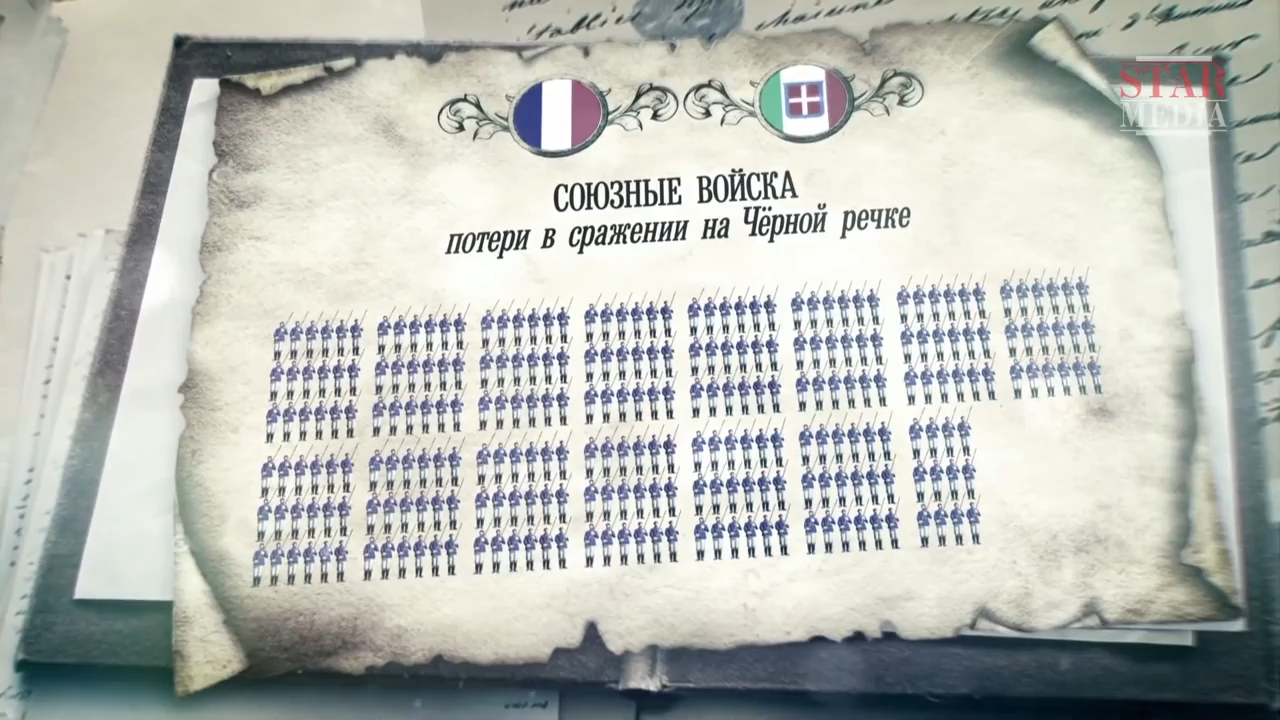 STAR
MEDIA
СОЮЗНЫЕ ВОЙСКА
потери в сражении на Чёрной речке